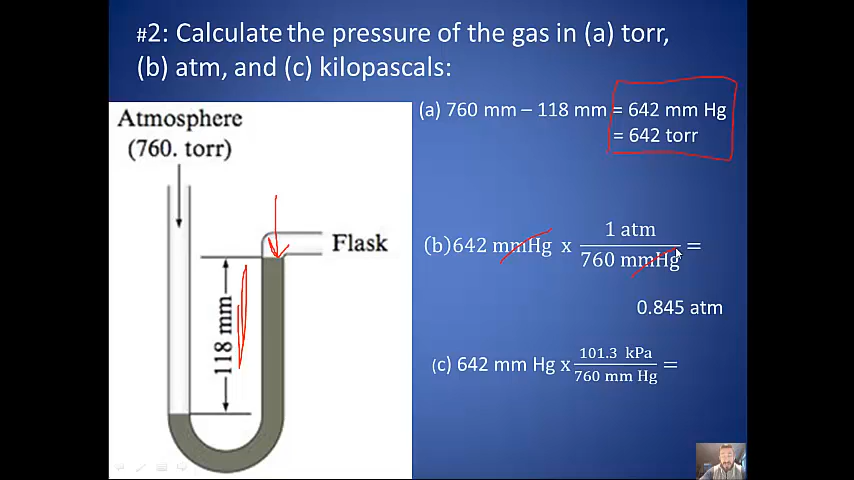 #2: Calculate the pressure of the gas in (a) torr,
(b) atm, and (c) kilopascals:
Atmosphere
(760. torr)
Flask
118 mm
(a) 760 mm – 118 mm = 642 mm Hg
= 642 torr
(b) 642 mmHg x 1 atm / 760 mmHg =
0.845 atm
(c) 642 mm Hg x 101.3 kPa / 760 mm Hg =